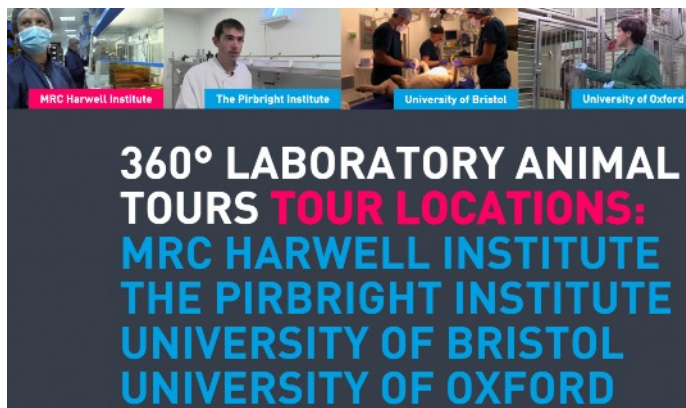 MRC Harwell Institute
The Pirbright Institute
University of Bristol
University of Oxford
360° LABORATORY ANIMAL
TOURS TOUR LOCATIONS:
MRC HARWELL INSTITUTE
THE PIRBRIGHT INSTITUTE
UNIVERSITY OF BRISTOL
UNIVERSITY OF OXFORD